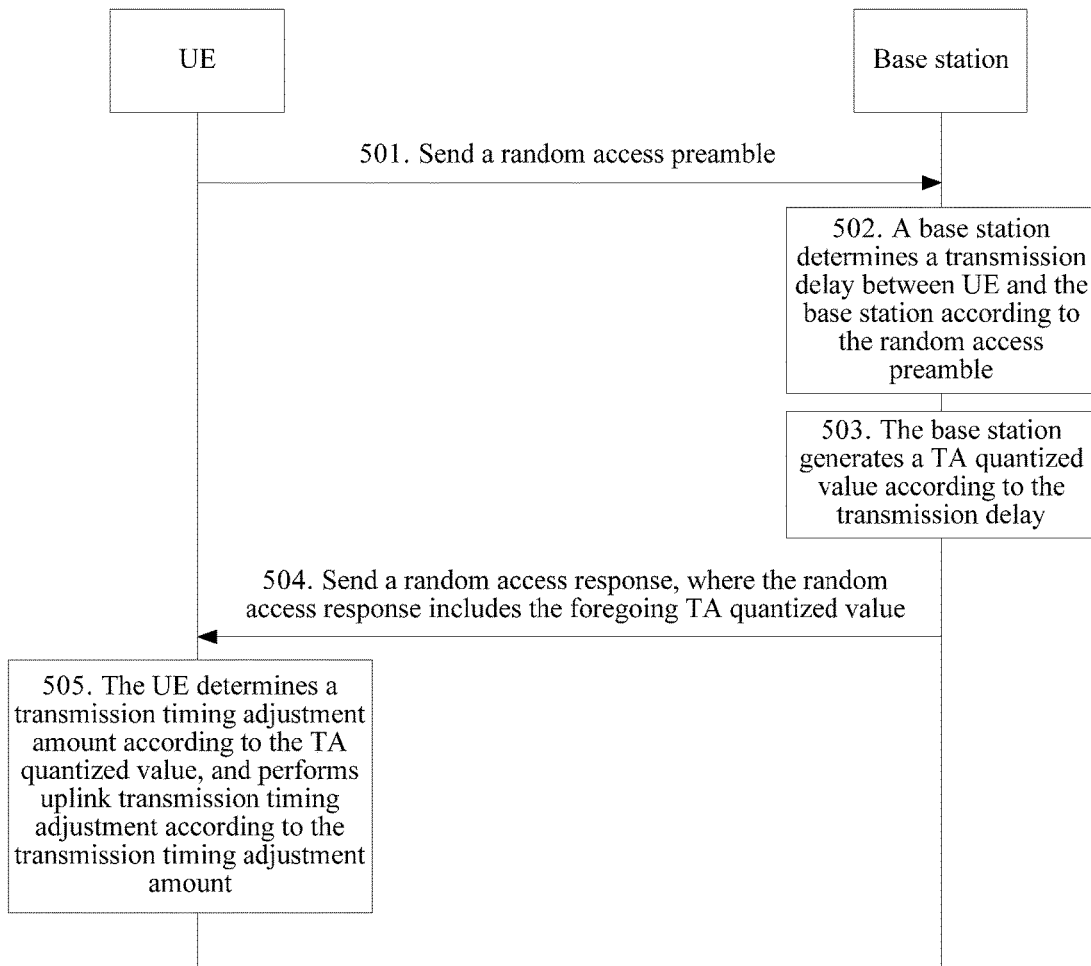 UE
Base station
501. Send a random access preamble
502. A base station
determines a transmission
delay between UE and the
base station according to
the random access
preamble
503. The base station
generates a TA quantized
value according to the
transmission delay
504. Send a random access response, where the random
access response includes the foregoing TA quantized value
505. The UE determines a
transmission timing adjustment
amount according to the TA
quantized value, and performs
uplink transmission timing
adjustment according to the
transmission timing adjustment
amount